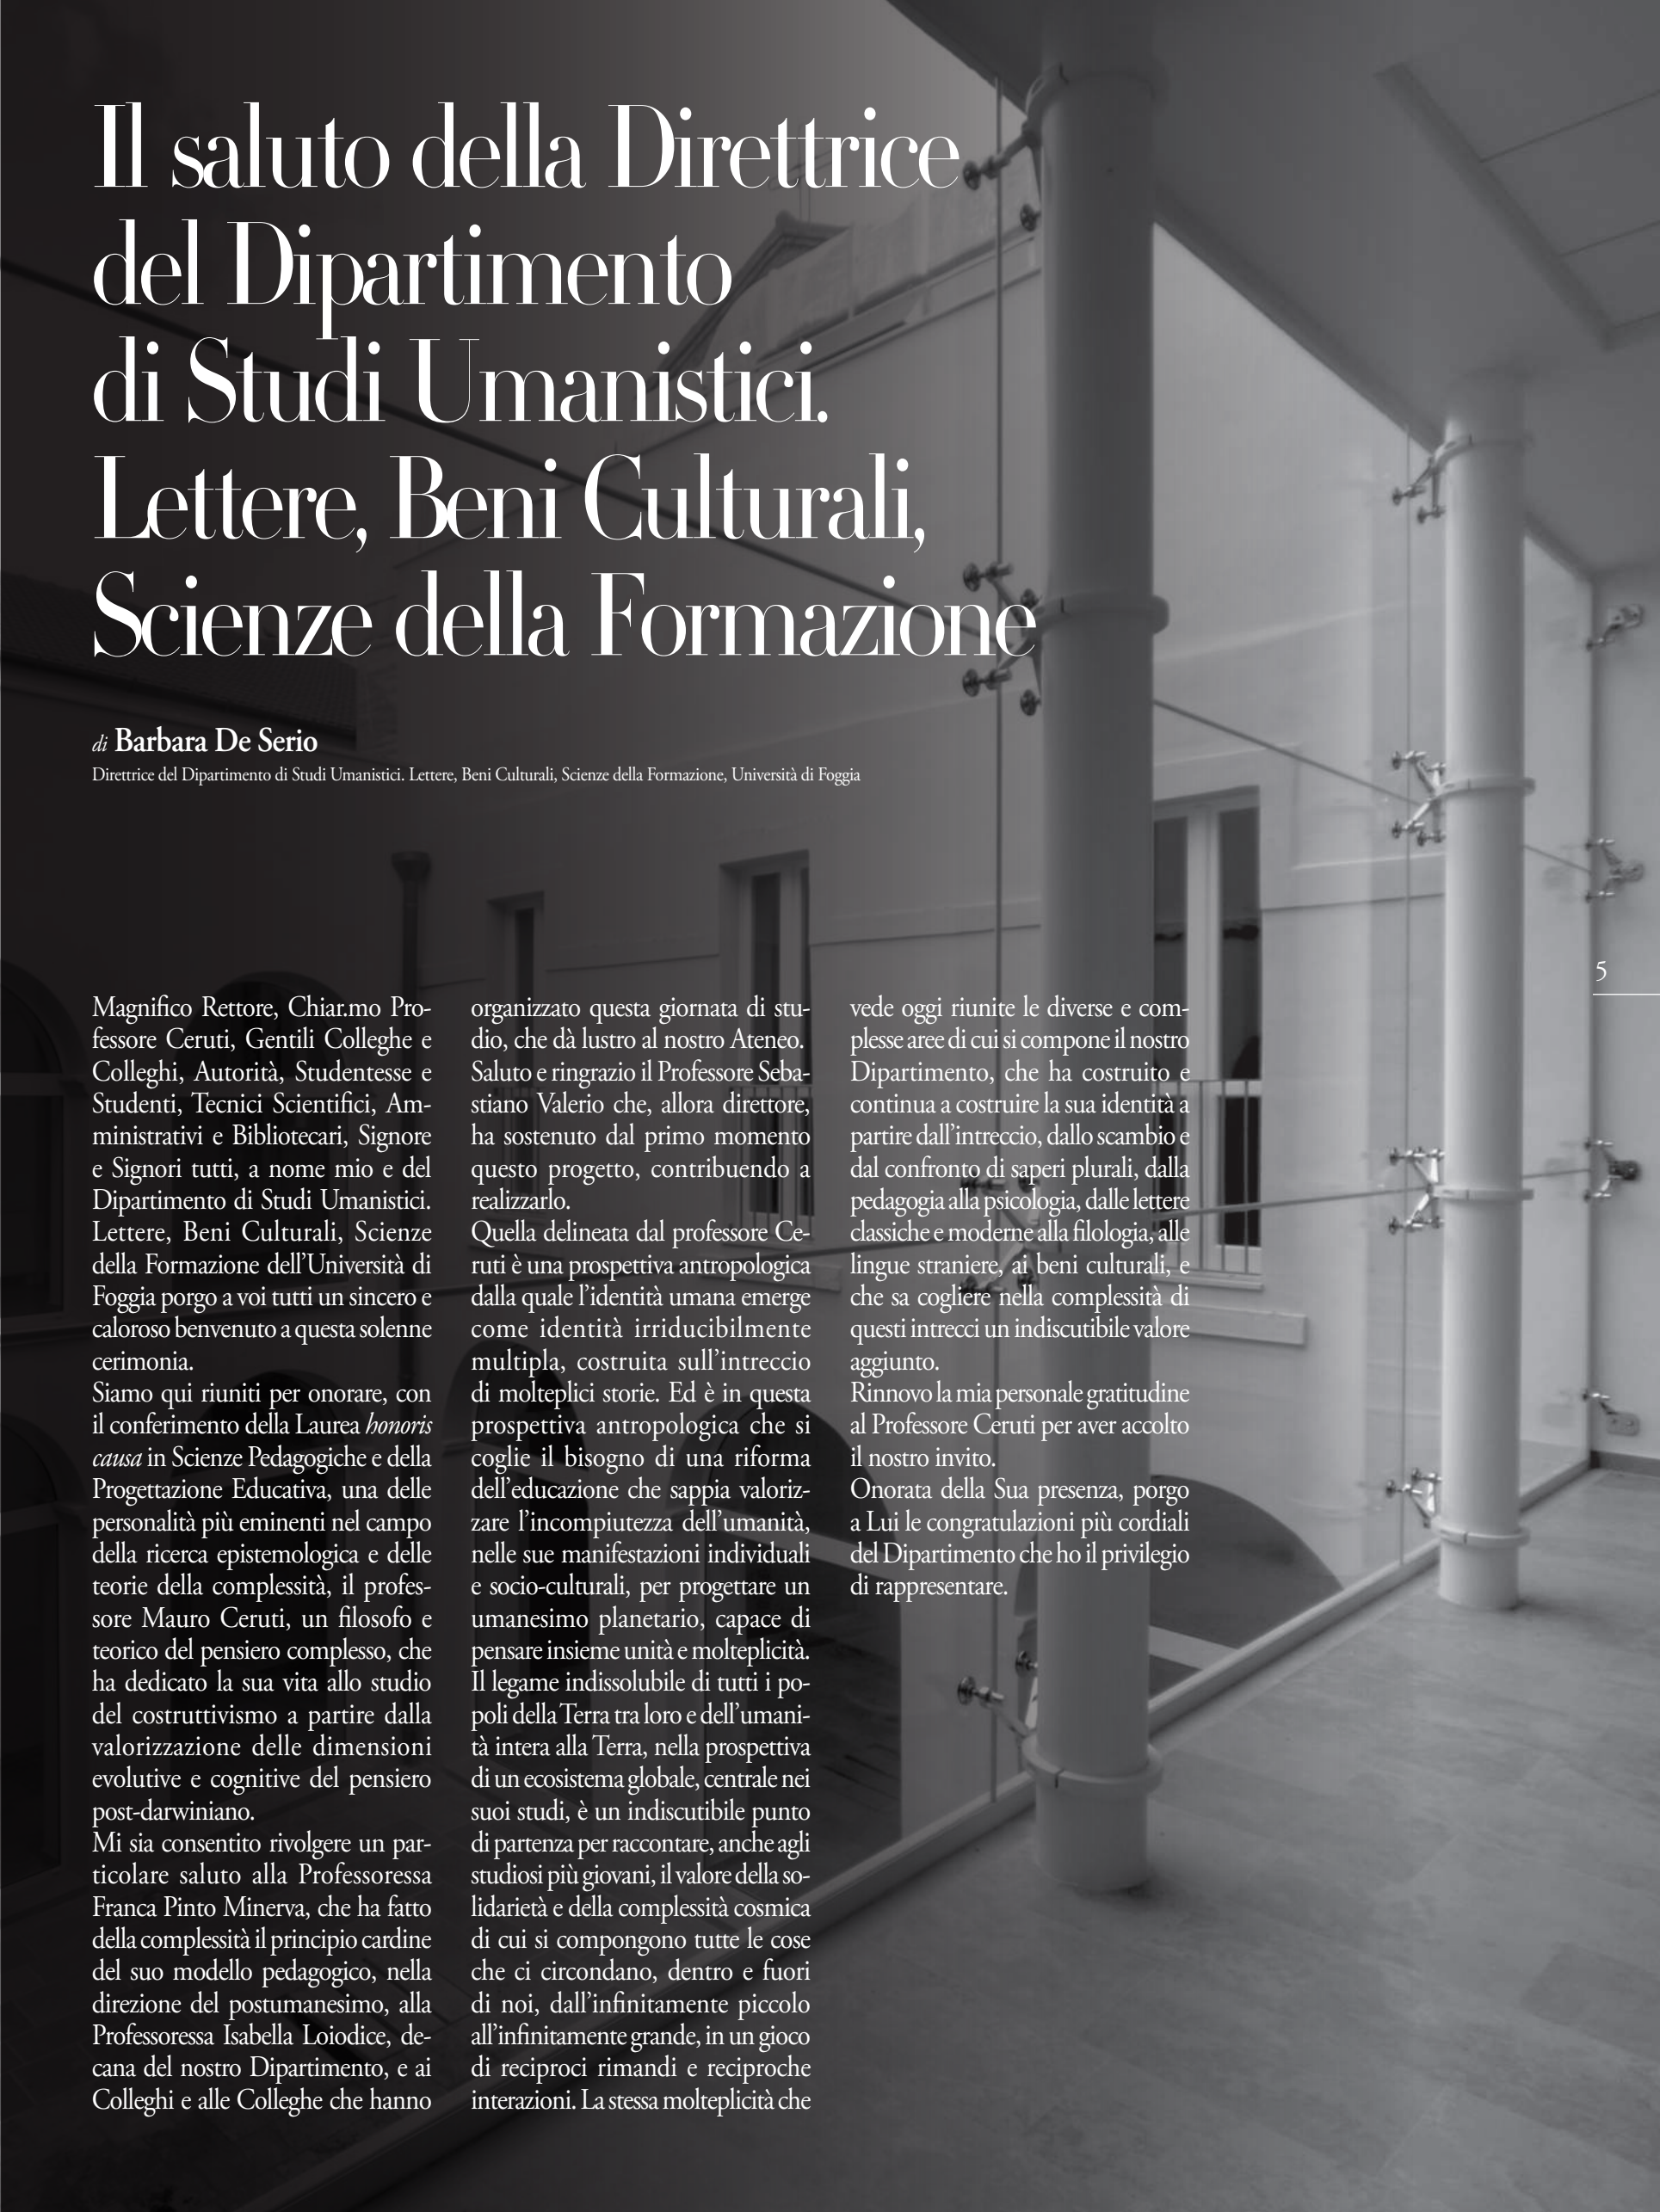 Il saluto della Direttrice
del Dipartimento
di Studi Umanistici.
Lettere, Beni Culturali,
Scienze della Formazione
di Barbara De Serio
Direttrice del Dipartimento di Studi Umanistici. Lettere, Beni Culturali, Scienze della Formazione, Università di Foggia
5
Magnifico Rettore, Chiar.mo Pro-
fessore Ceruti, Gentili Colleghe e
Colleghi, Autorità, Studentesse e
Studenti, Tecnici Scientifici, Am-
ministrativi e Bibliotecari, Signore
e Signori tutti, a nome mio e del
Dipartimento di Studi Umanistici.
Lettere, Beni Culturali, Scienze
della Formazione dell'Università di
Foggia porgo a voi tutti un sincero e
caloroso benvenuto a questa solenne
cerimonia.
Siamo qui riuniti per onorare, con
il conferimento della Laurea honoris
causa in Scienze Pedagogiche e della
Progettazione Educativa, una delle
personalità più eminenti nel campo
della ricerca epistemologica e delle
teorie della complessità, il profes-
sore Mauro Ceruti, un filosofo e
teorico del pensiero complesso, che
ha dedicato la sua vita allo studio
del costruttivismo a partire dalla
valorizzazione delle dimensioni
evolutive e cognitive del pensiero
post-darwiniano.
Mi sia consentito rivolgere un par-
ticolare saluto alla Professoressa
Franca Pinto Minerva, che ha fatto
della complessità il principio cardine
del suo modello pedagogico, nella
direzione del postumanesimo, alla
Professoressa Isabella Loiodice, de-
cana del nostro Dipartimento, e ai
Colleghi e alle Colleghe che hanno
organizzato questa giornata di stu-
dio, che dà lustro al nostro Ateneo.
Saluto e ringrazio il Professore Seba-
stiano Valerio che, allora direttore,
ha sostenuto dal primo momento
questo progetto, contribuendo a
realizzarlo.
Quella delineata dal professore Ce-
ruti è una prospettiva antropologica
dalla quale l'identità umana emerge
come identità irriducibilmente
multipla, costruita sull'intreccio
di molteplici storie. Ed è in questa
prospettiva antropologica che si
coglie il bisogno di una riforma
dell'educazione che sappia valoriz-
zare l'incompiutezza dell'umanità,
nelle sue manifestazioni individuali
e socio-culturali, per progettare un
umanesimo planetario, capace di
pensare insieme unità e molteplicità.
Il legame indissolubile di tutti i po-
poli della Terra tra loro e dell'umani-
tà intera alla Terra, nella prospettiva
di un ecosistema globale, centrale nei
suoi studi, è un indiscutibile punto
di partenza per raccontare, anche agli
studiosi più giovani, il valore della so-
lidarietà e della complessità cosmica
di cui si compongono tutte le cose
che ci circondano, dentro e fuori
di noi, dall'infinitamente piccolo
all'infinitamente grande, in un gioco
di reciproci rimandi e reciproche
interazioni. La stessa molteplicità che
vede oggi riunite le diverse e com-
plesse aree di cui si compone il nostro
Dipartimento, che ha costruito e
continua a costruire la sua identità a
partire dall'intreccio, dallo scambio e
dal confronto di saperi plurali, dalla
pedagogia alla psicologia, dalle lettere
classiche e moderne alla filologia, alle
lingue straniere, ai beni culturali, e
che sa cogliere nella complessità di
questi intrecci un indiscutibile valore
aggiunto.
Rinnovo la mia personale gratitudine
al Professore Ceruti per aver accolto
il nostro invito.
Onorata della Sua presenza, porgo
a Lui le congratulazioni più cordiali
del Dipartimento che ho il privilegio
di rappresentare.